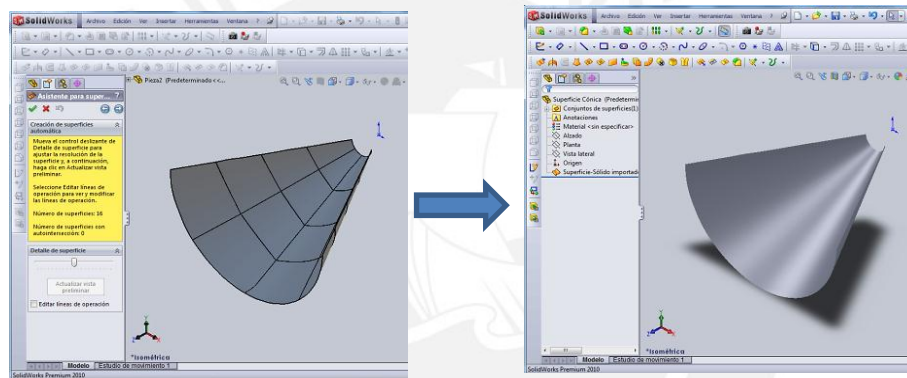 SolidWorks Archivo Edición Ver Insertar Herramientas Ventana ?
Pieza2 (Predeterminado<<...
Asistente para super... ?
Creación de superficies
automática
Mueva el control deslizante de
Detalle de superficie para
ajustar la resolución de la
superficie y, a continuación,
haga clic en Actualizar vista
preliminar.
Seleccione Editar líneas de
operación para ver y modificar
las líneas de operación.
Número de superficies: 16
Número de superficies con
autointersección: 0
Detalle de superficie
Actualizar vista
preliminar
Editar líneas de operación
*Isométrica
Modelo Estudio de movimiento 1
SolidWorks Premium 2010
SolidWorks Archivo Edición Ver Insertar Herramientas Ventana ?
Superficie Cónica (Predetermin
Conjuntos de superficies(1)
Anotaciones
Material <sin especificar>
Alzado
Planta
Vista lateral
Origen
Superficie-Sólido importado
*Isométrica
Modelo Estudio de movimiento 1
SolidWorks Premium 2010